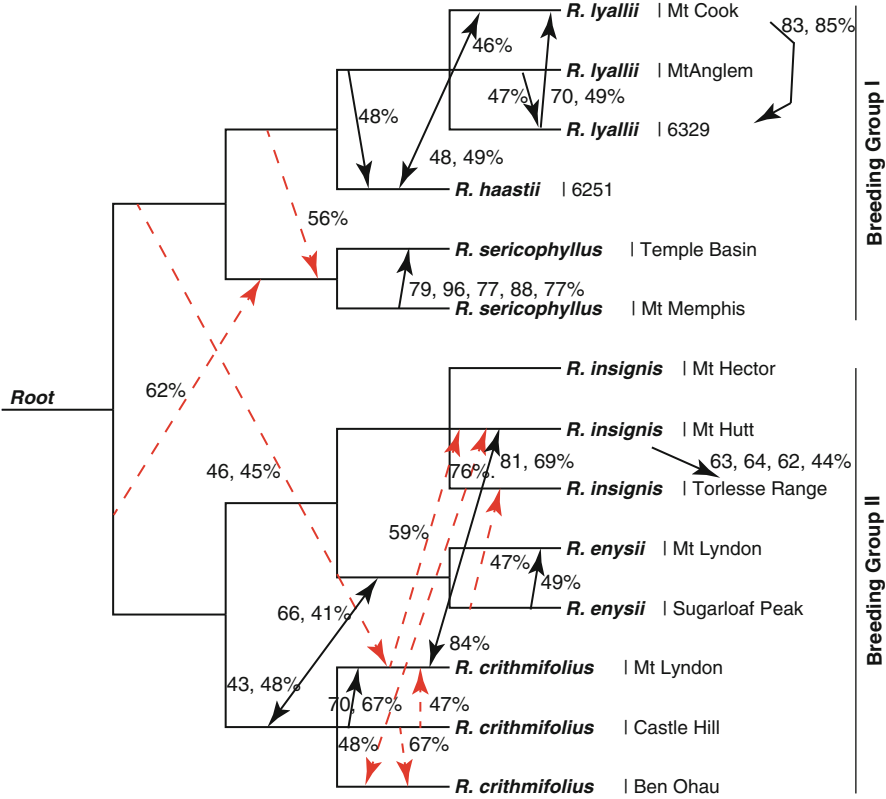 R. lyallii | Mt Cook
83, 85%
46%
R. lyallii | MtAnglem
47% 70, 49%
48%
R. lyallii | 6329
48, 49%
R. haastii | 6251
56%
R. sericophyllus | Temple Basin
79, 96, 77, 88, 77%
R. sericophyllus | Mt Memphis
Breeding Group I
R. insignis | Mt Hector
62%
Root
R. insignis | Mt Hutt
81, 69%
63, 64, 62, 44%
76%.
46, 45%
R. insignis | Torlesse Range
59%
R. enysii | Mt Lyndon
47%
49%
66, 41%
R. enysii | Sugarloaf Peak
84%
R. crithmifolius | Mt Lyndon
43, 48%
70, 67% 47%
R. crithmifolius | Castle Hill
48% 67%
R. crithmifolius | Ben Ohau
Breeding Group II